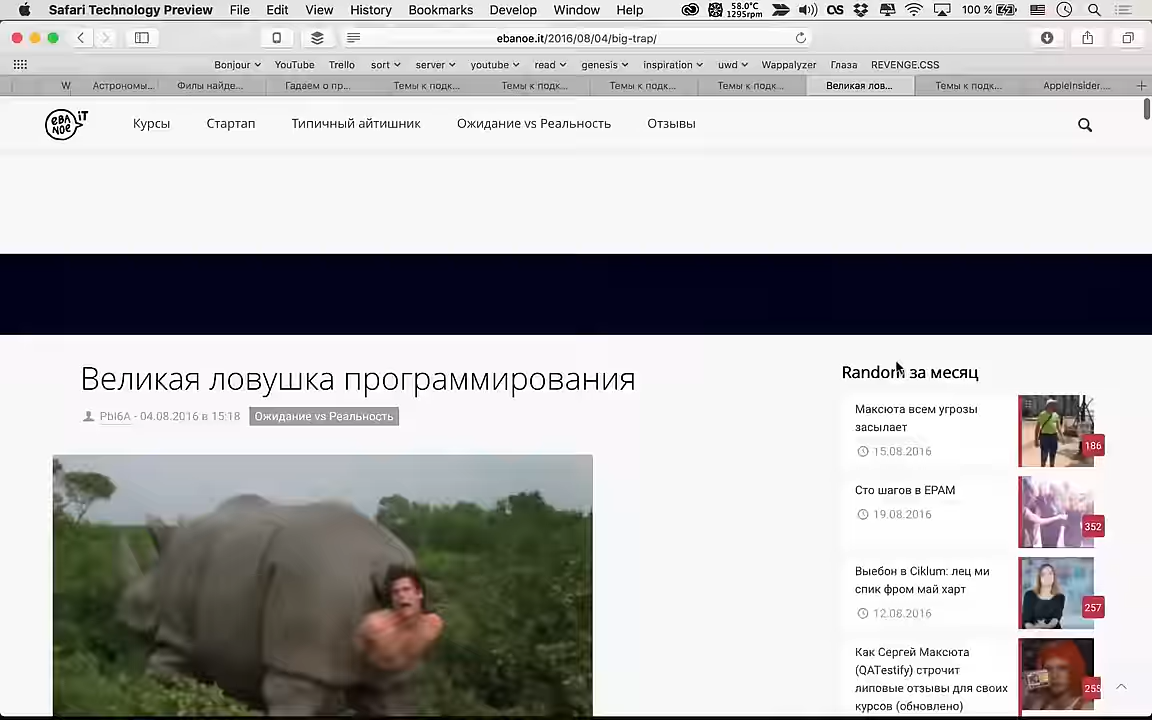 Safari Technology Preview File Edit View History Bookmarks Develop Window Help
58.0°C
1295rpm
100 %
ebanoe.it/2016/08/04/big-trap/
Bonjour YouTube Trello sort server youtube read genesis inspiration uwd Wappalyzer Глаза REVENGE.CSS
W Астрономы... Филы найде... Гадаем о пр... Темы к подк... Темы к подк... Темы к подк... Темы к подк... Великая лов... Темы к подк... AppleInsider....
eba
noe
iT
Курсы Стартап Типичный айтишник Ожидание vs Реальность Отзывы
Великая ловушка программирования
Pbl6A - 04.08.2016 в 15:18 Ожидание vs Реальность
Random за месяц
Максюта всем угрозы
засылает
15.08.2016
186
Сто шагов в EPAM
19.08.2016
352
Выебон в Ciklum: лец ми
спик фром май харт
12.08.2016
257
Как Сергей Максюта
(QATestify) строчит
липовые отзывы для своих
курсов (обновлено)
255